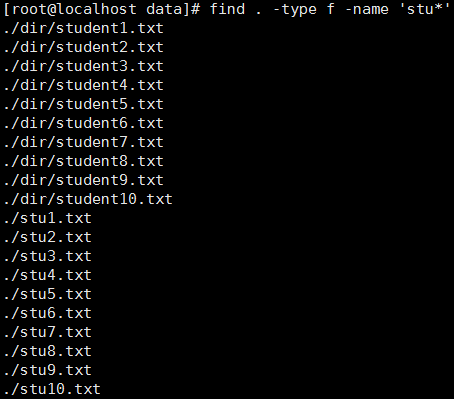 [root@localhost data]# find . -type f -name 'stu*'
./dir/student1.txt
./dir/student2.txt
./dir/student3.txt
./dir/student4.txt
./dir/student5.txt
./dir/student6.txt
./dir/student7.txt
./dir/student8.txt
./dir/student9.txt
./dir/student10.txt
./stu1.txt
./stu2.txt
./stu3.txt
./stu4.txt
./stu5.txt
./stu6.txt
./stu7.txt
./stu8.txt
./stu9.txt
./stu10.txt